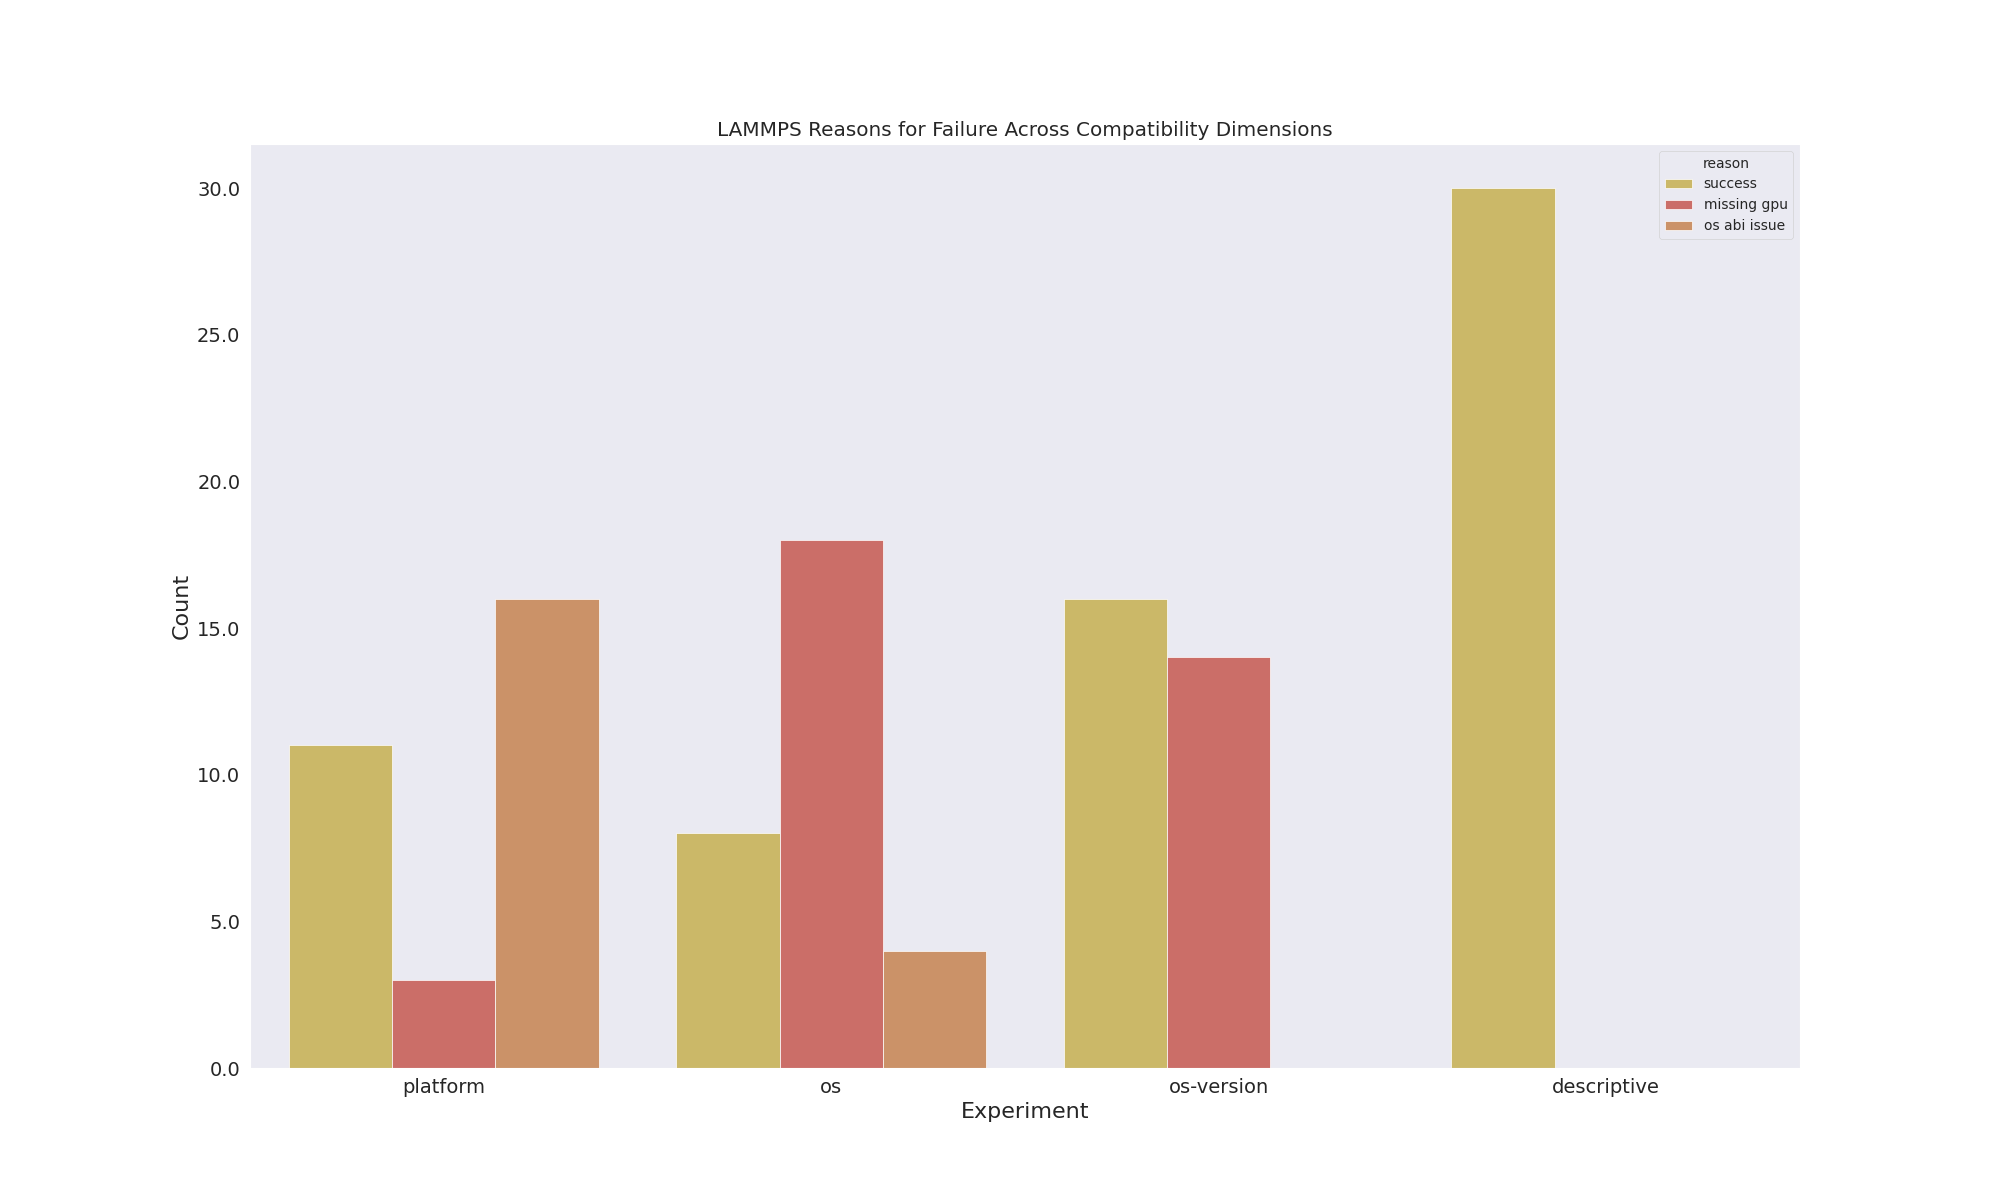 LAMMPS Reasons for Failure Across Compatibility Dimensions
reason
success
missing gpu
os abi issue
30.0
25.0
20.0
15.0
10.0
5.0
0.0
Count
platform
os
os-version
descriptive
Experiment